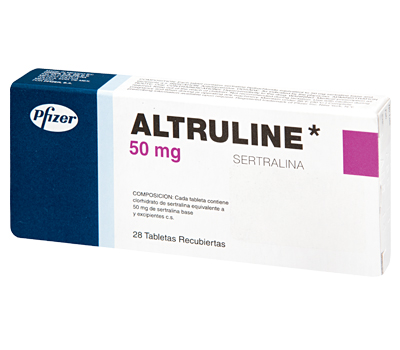 Pfizer
ALTRULINE*
50 mg
SERTRALINA
COMPOSICION: Cada tableta contiene
clorhidrato de sertralina equivalente a
50 mg de sertralina base
y excipientes c.s.
28 Tabletas Recubiertas